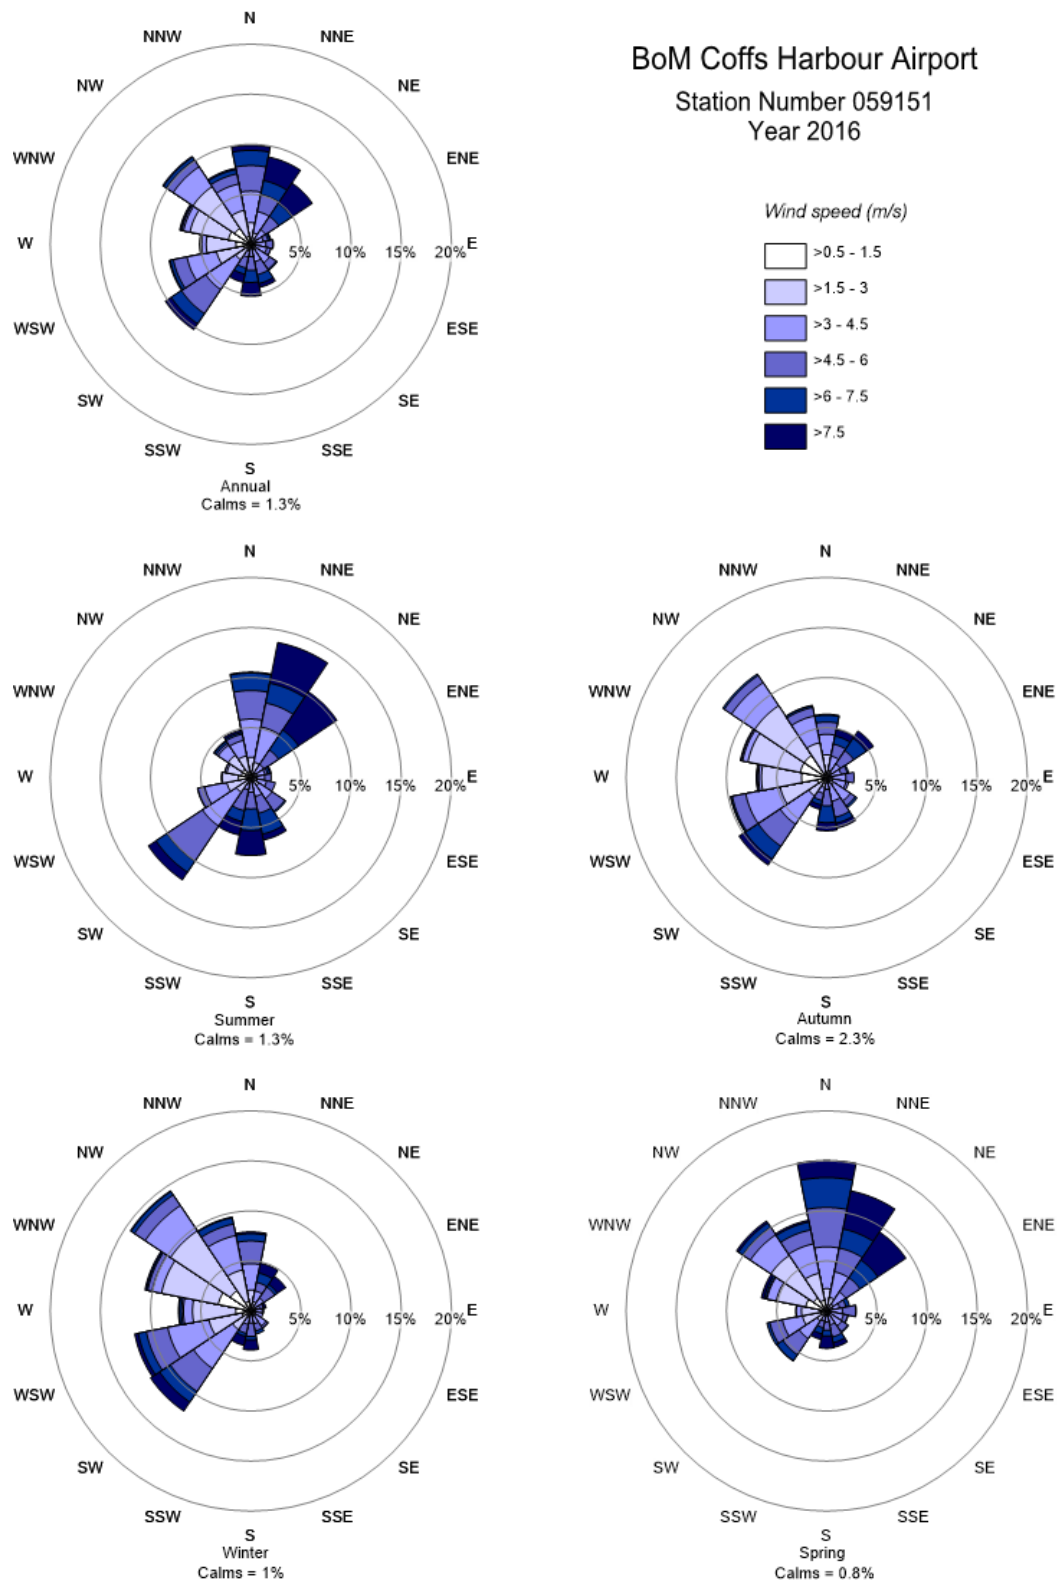 BoM Coffs Harbour Airport
Station Number 059151
Year 2016
Wind speed (m/s)
>0.5 - 1.5
>1.5 - 3
>3 - 4.5
>4.5 - 6
>6 - 7.5
>7.5
N
NNW
NNE
NW
NE
WNW
ENE
W
5%
10%
15%
20%
E
WSW
ESE
SW
SE
SSW
SSE
S
Annual
Calms = 1.3%
N
NNW
NNE
NW
NE
WNW
ENE
W
5%
10%
15%
20%
E
WSW
ESE
SW
SE
SSW
SSE
S
Summer
Calms = 1.3%
N
NNW
NNE
NW
NE
WNW
ENE
W
5%
10%
15%
20%
E
WSW
ESE
SW
SE
SSW
SSE
S
Autumn
Calms = 2.3%
N
NNW
NNE
NW
NE
WNW
ENE
W
5%
10%
15%
20%
E
WSW
ESE
SW
SE
SSW
SSE
S
Winter
Calms = 1%
N
NNW
NNE
NW
NE
WNW
ENE
W
5%
10%
15%
20%
E
WSW
ESE
SW
SE
SSW
SSE
S
Spring
Calms = 0.8%